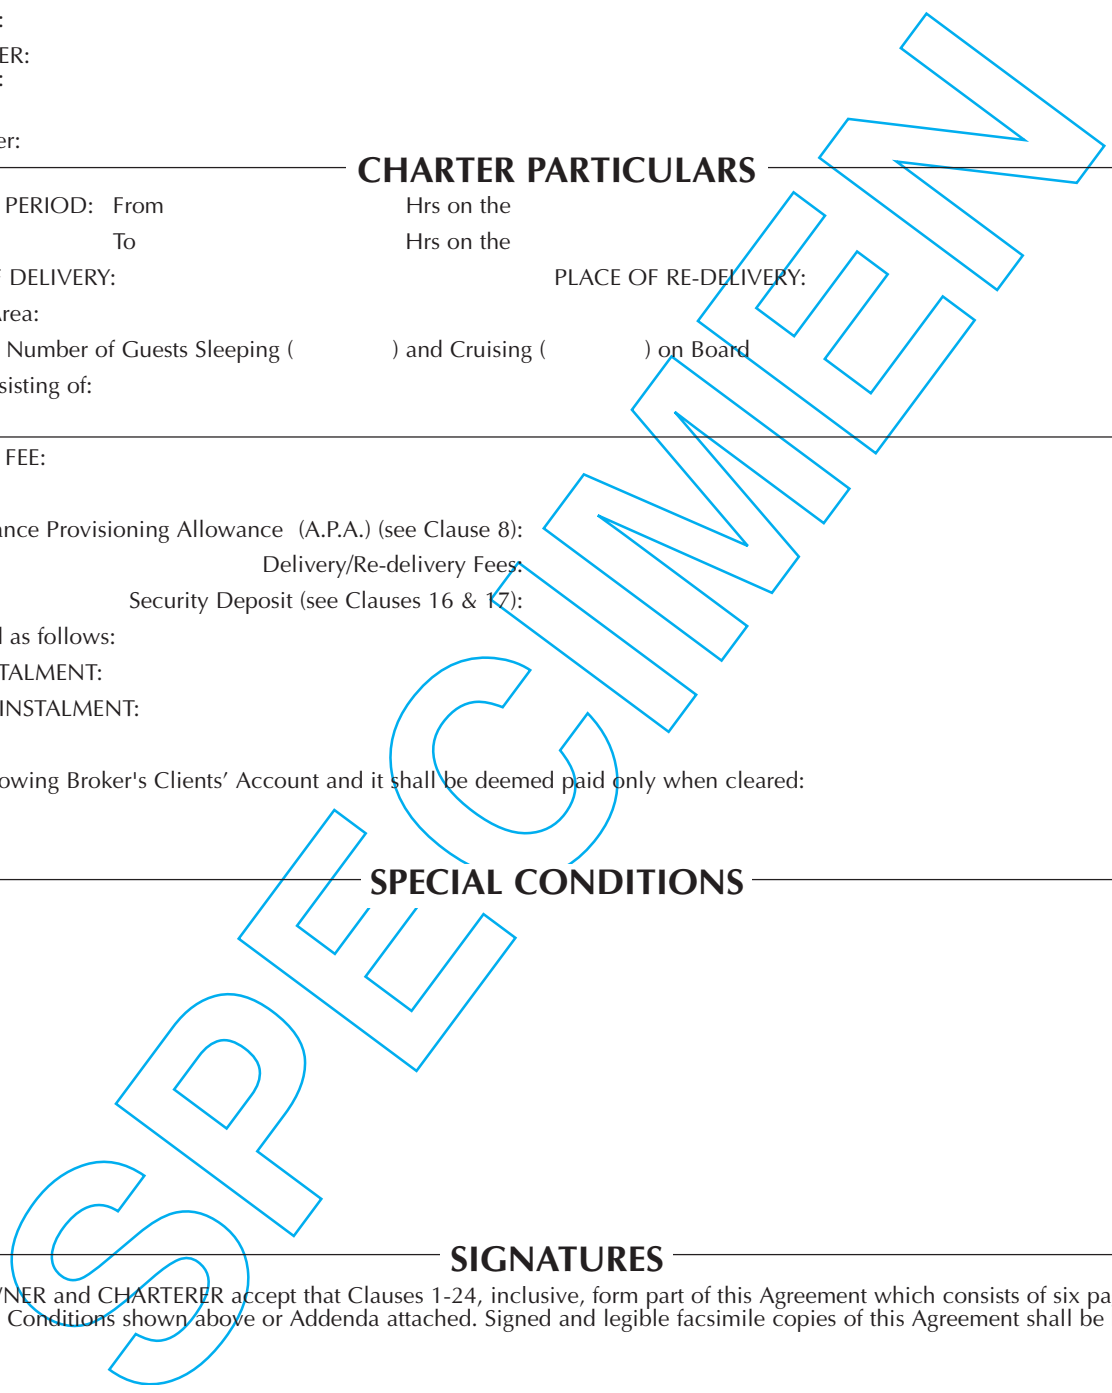 :
ER:
:
er:
CHARTER PARTICULARS
PERIOD: From Hrs on the
To Hrs on the
F DELIVERY: PLACE OF RE-DELIVERY:
Area:
Number of Guests Sleeping ( ) and Cruising ( ) on Board
sisting of:
FEE:
ance Provisioning Allowance (A.P.A.) (see Clause 8):
Delivery/Re-delivery Fees:
Security Deposit (see Clauses 16 & 17):
d as follows:
TALMENT:
INSTALMENT:
owing Broker's Clients’ Account and it shall be deemed paid only when cleared:
SPECIAL CONDITIONS
SIGNATURES
WNER and CHARTERER accept that Clauses 1-24, inclusive, form part of this Agreement which consists of six pa
Conditions shown above or Addenda attached. Signed and legible facsimile copies of this Agreement shall be
SPECIMEN